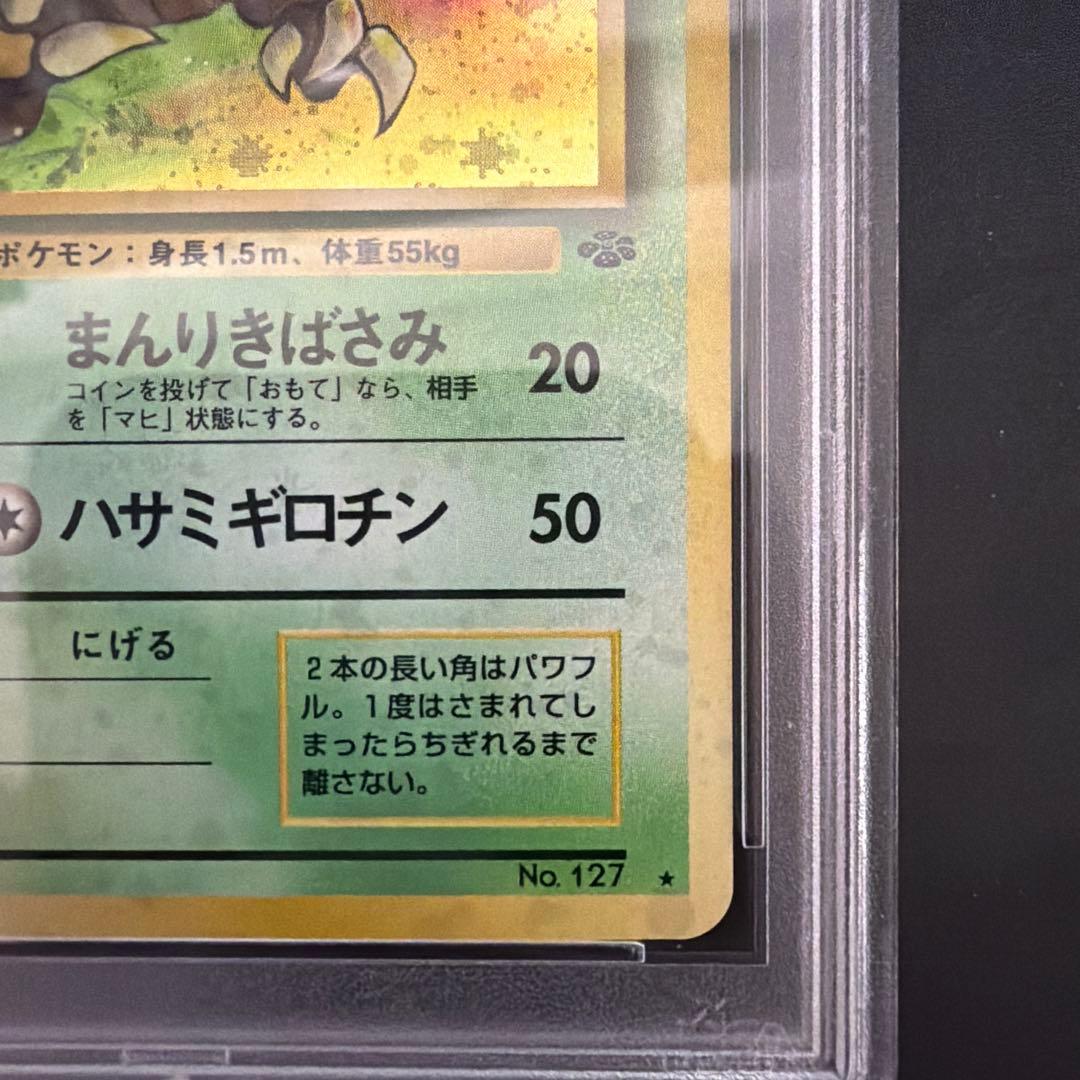 ポケモン：身長1.5m、体重55kg
まんりきばさみ 20
コインを投げて「おもて」なら、相手
を「マヒ」状態にする。
ハサミギロチン 50
にげる
2本の長い角はパワフ
ル。1度はさまれてし
まったらちぎれるまで
離さない。
No. 127 ★